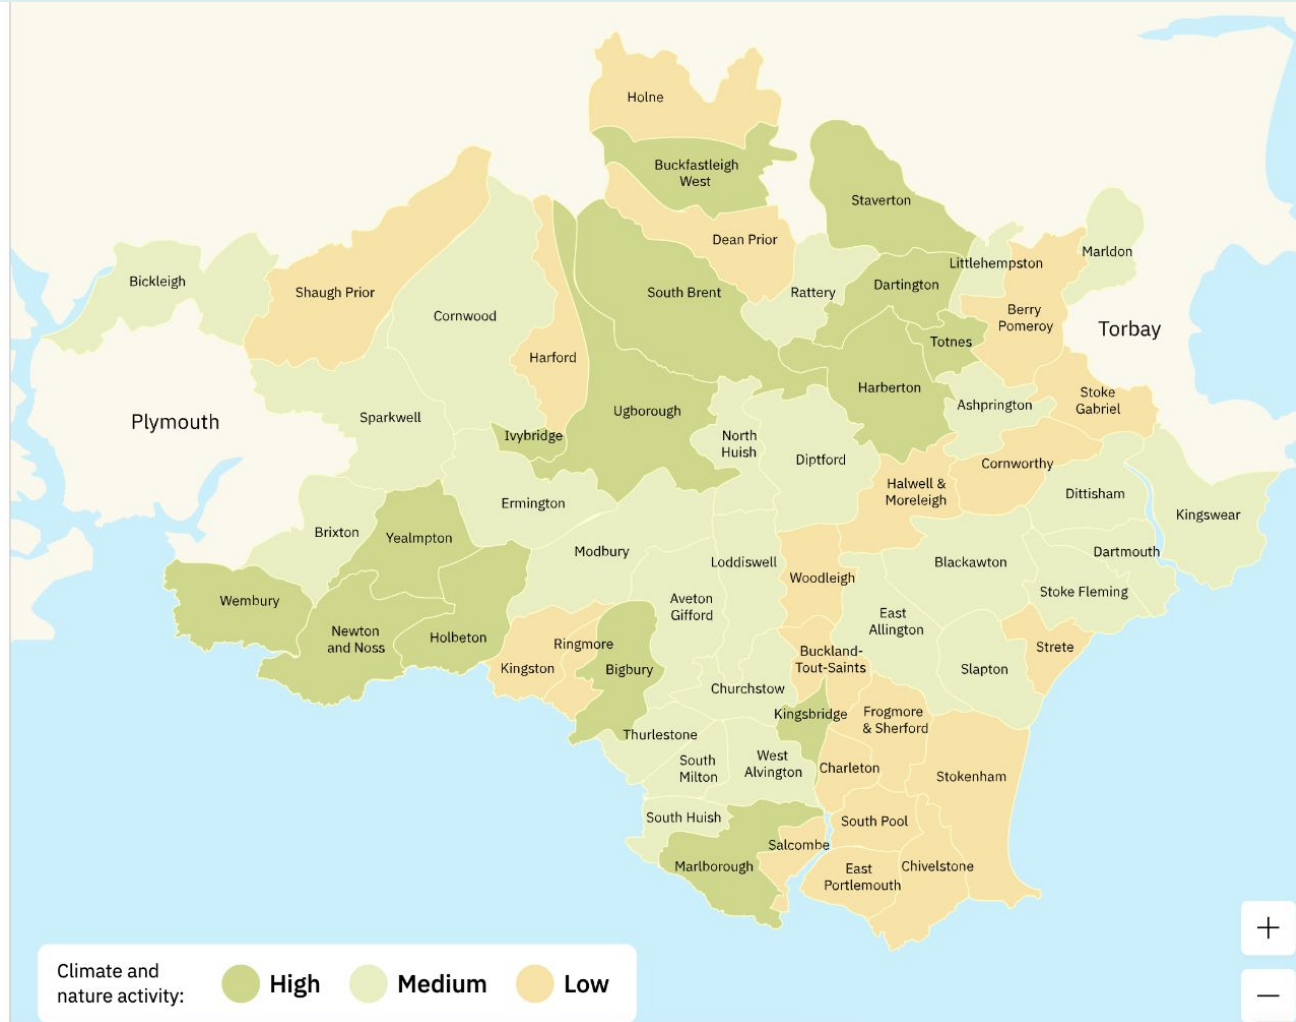 Holne
Buckfastleigh
West
Staverton
Dean Prior
Marldon
Littlehempston
Bickleigh
Shaugh Prior
South Brent
Rattery
Dartington
Cornwood
Berry
Pomeroy
Torbay
Totnes
Harford
Harberton
Stoke
Gabriel
Ashprington
Plymouth
Sparkwell
Ugborough
Ivybridge
North
Huish
Diptford
Cornworthy
Halwell &
Moreleigh
Dittisham
Ermington
Kingswear
Brixton
Yealmpton
Modbury
Dartmouth
Loddiswell
Blackawton
Woodleigh
Stoke Fleming
Wembury
Aveton
Gifford
East
Allington
Newton
and Noss
Holbeton
Ringmore
Strete
Buckland-
Tout-Saints
Kingston
Bigbury
Slapton
Churchstow
Kingsbridge
Frogmore
& Sherford
Thurlestone
South
Milton
West
Alvington
Charleton
Stokenham
South Huish
South Pool
Salcombe
Marlborough
East
Portlemouth
Chivelstone
+
−
Climate and
nature activity:
High
Medium
Low